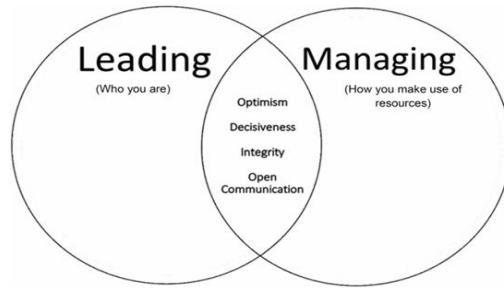 Leading
(Who you are)
Managing
(How you make use of
resources)
Optimism
Decisiveness
Integrity
Open
Communication